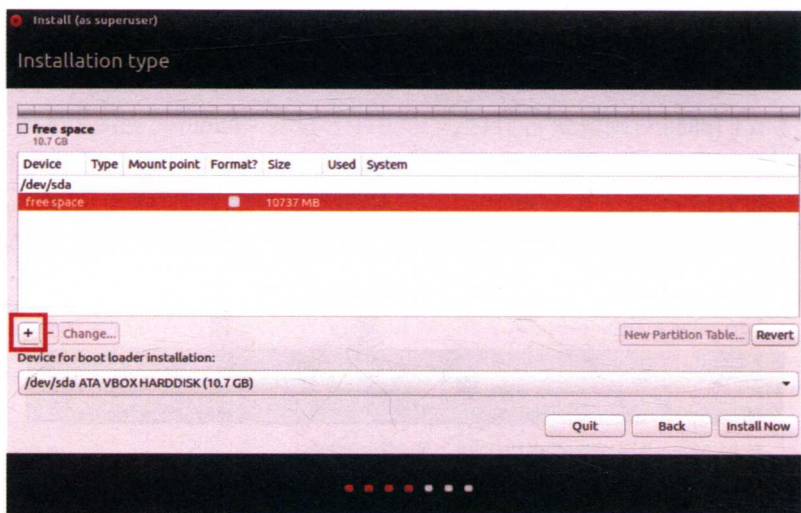 Install (as superuser)
Installation type
free space
10.7 GB
Device Type Mount point Format? Size Used System
/dev/sda
free space 10737 MB
+ - Change... New Partition Table... Revert
Device for boot loader installation:
/dev/sda ATA VBOX HARDDISK (10.7 GB)
Quit Back Install Now